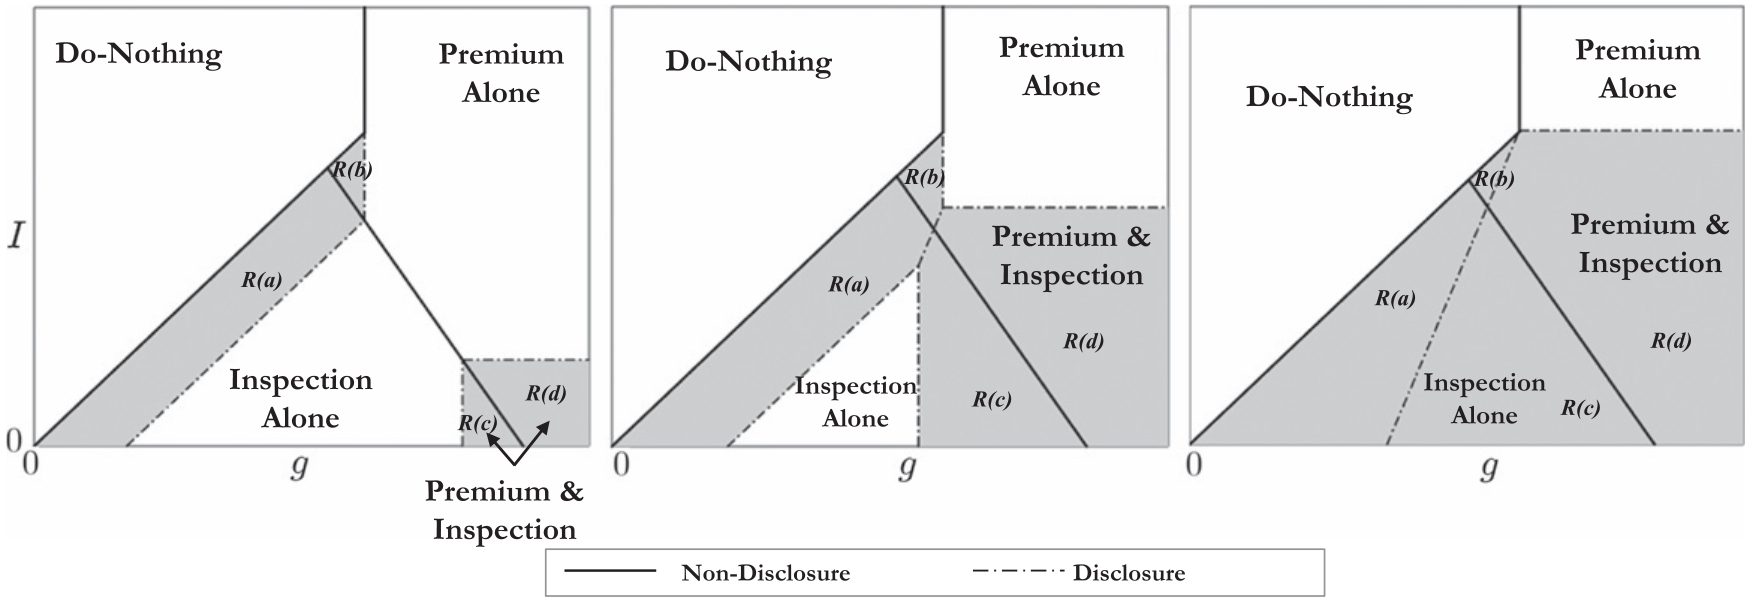 Do-Nothing
Premium
Alone
R(b)
I
R(a)
Inspection
Alone
R(d)
R(c)
0
0
g
Premium &
Inspection
Do-Nothing
Premium
Alone
R(b)
Premium &
Inspection
R(a)
R(d)
Inspection
Alone
R(c)
0
g
Do-Nothing
Premium
Alone
R(b)
Premium &
Inspection
R(a)
R(d)
Inspection
Alone
R(c)
0
g
Non-Disclosure
Disclosure